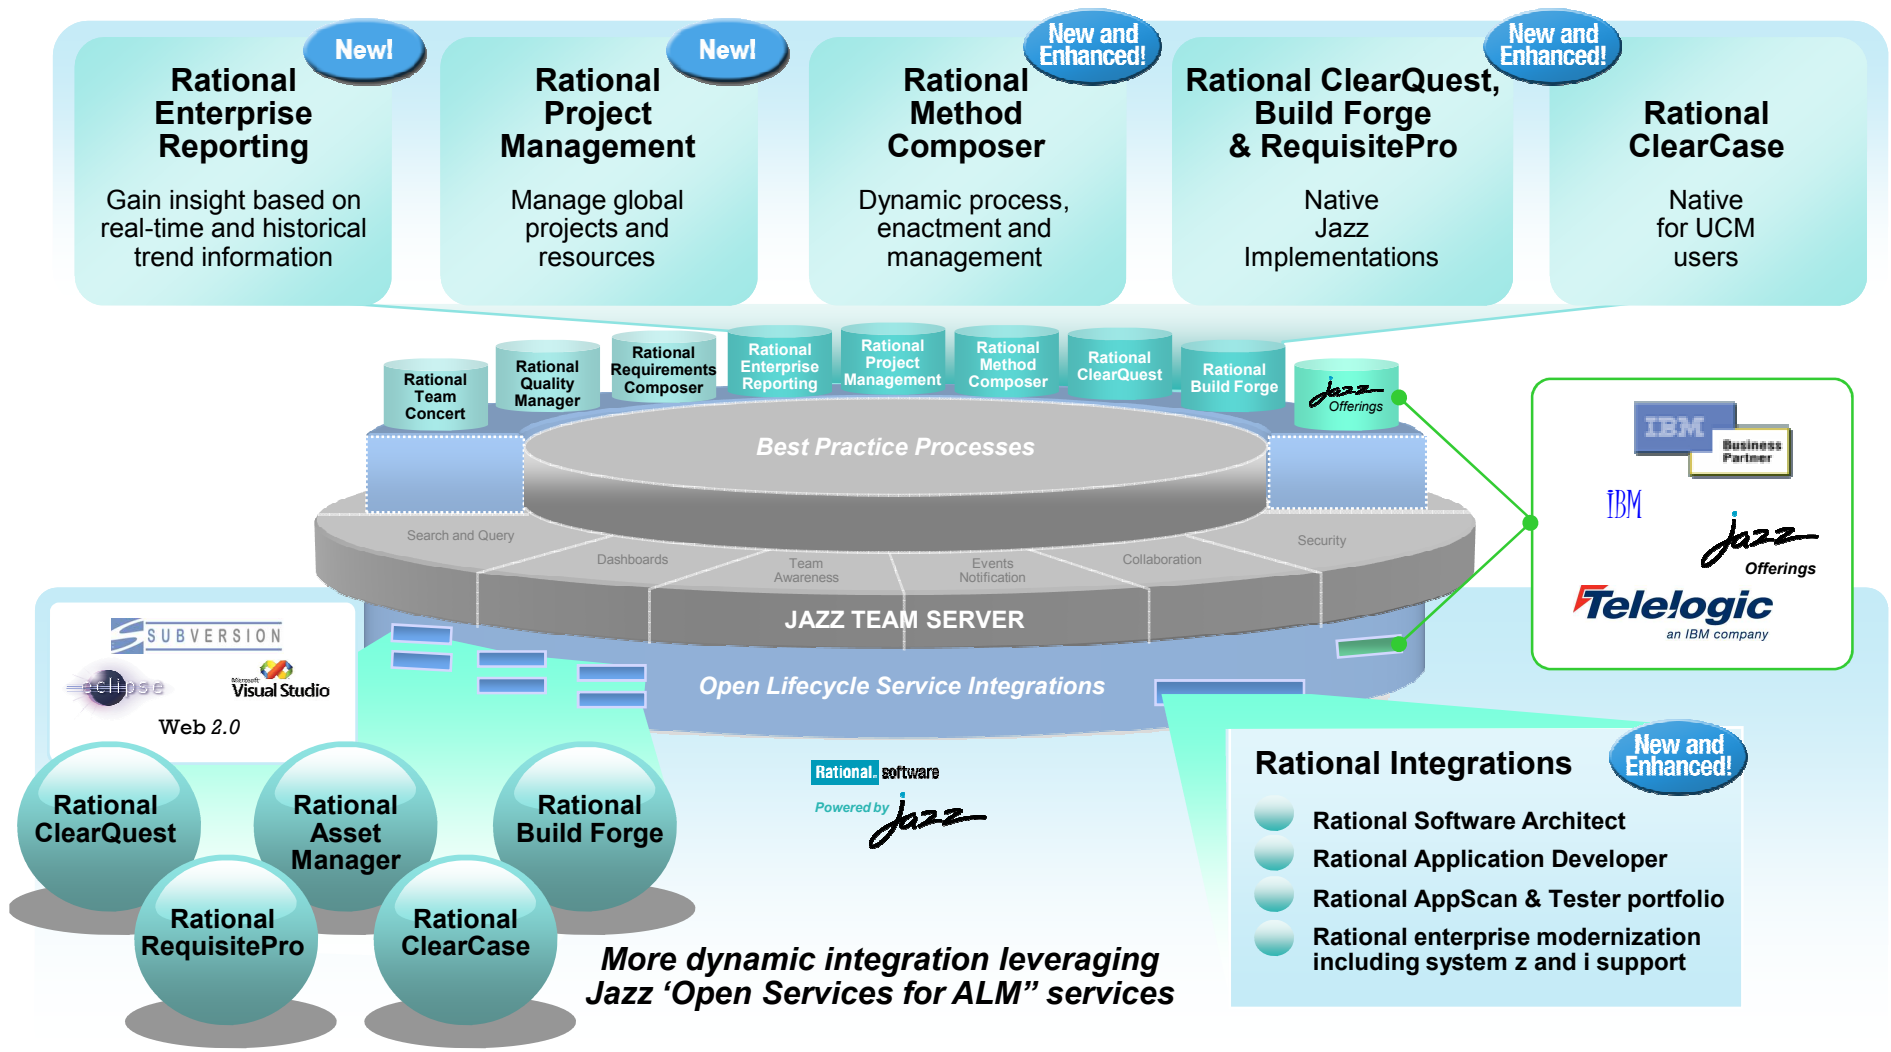 New!
Rational
Enterprise
Reporting
Gain insight based on
real-time and historical
trend information
New!
Rational
Project
Management
Manage global
projects and
resources
New and
Enhanced!
Rational
Method
Composer
Dynamic process,
enactment and
management
Rational ClearQuest,
Build Forge
& RequisitePro
Native
Jazz
Implementations
New and
Enhanced!
Rational
ClearCase
Native
for UCM
users
Rational
Team
Concert
Rational
Quality
Manager
Rational
Requirements
Composer
Rational
Enterprise
Reporting
Rational
Project
Management
Rational
Method
Composer
Rational
ClearQuest
Rational
Build Forge
jazz
Offerings
Best Practice Processes
Search and Query
Dashboards
Team
Awareness
Events
Notification
Collaboration
Security
JAZZ TEAM SERVER
Open Lifecycle Service Integrations
IBM
Business
Partner
IBM
jazz
Offerings
Telelogic
an IBM company
SUBVERSION
eclipse
Microsoft
Visual Studio
Web 2.0
Rational
ClearQuest
Rational
Asset
Manager
Rational
Build Forge
Rational
RequisitePro
Rational
ClearCase
Rational. software
Powered by
jazz
More dynamic integration leveraging
Jazz ‘Open Services for ALM” services
New and
Enhanced!
Rational Integrations
Rational Software Architect
Rational Application Developer
Rational AppScan & Tester portfolio
Rational enterprise modernization
including system z and i support